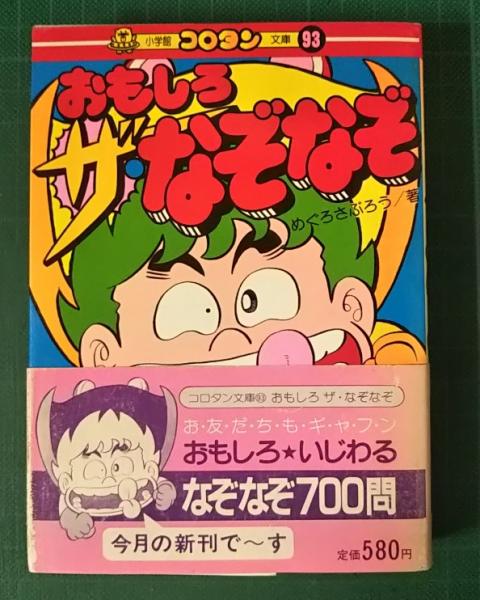 小学館 コロタン 文庫 93
おもしろ
ザ・なぞなぞ
めぐろさぶろう/著
コロタン文庫93 おもしろ ザ・なぞなぞ
お・友・だ・ち・も・ギ・ャ・フ・ン
おもしろ★いじわる
なぞなぞ700問
今月の新刊で〜す
定価580円